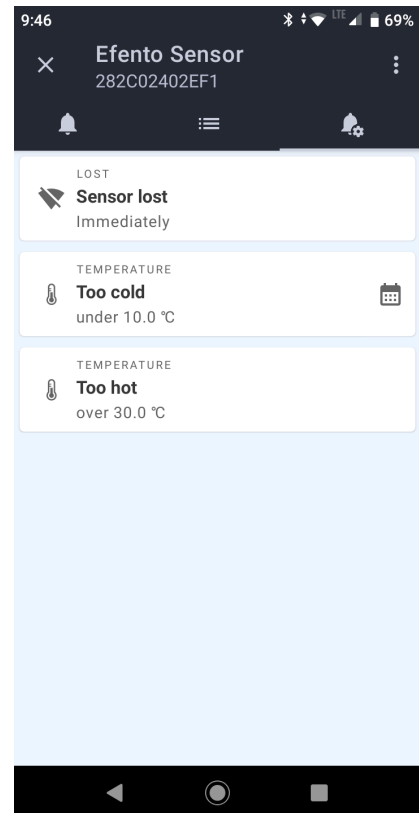 9:46
LTE
69%
Efento Sensor
282C02402EF1
LOST
Sensor lost
Immediately
TEMPERATURE
Too cold
under 10.0 ℃
TEMPERATURE
Too hot
over 30.0 ℃